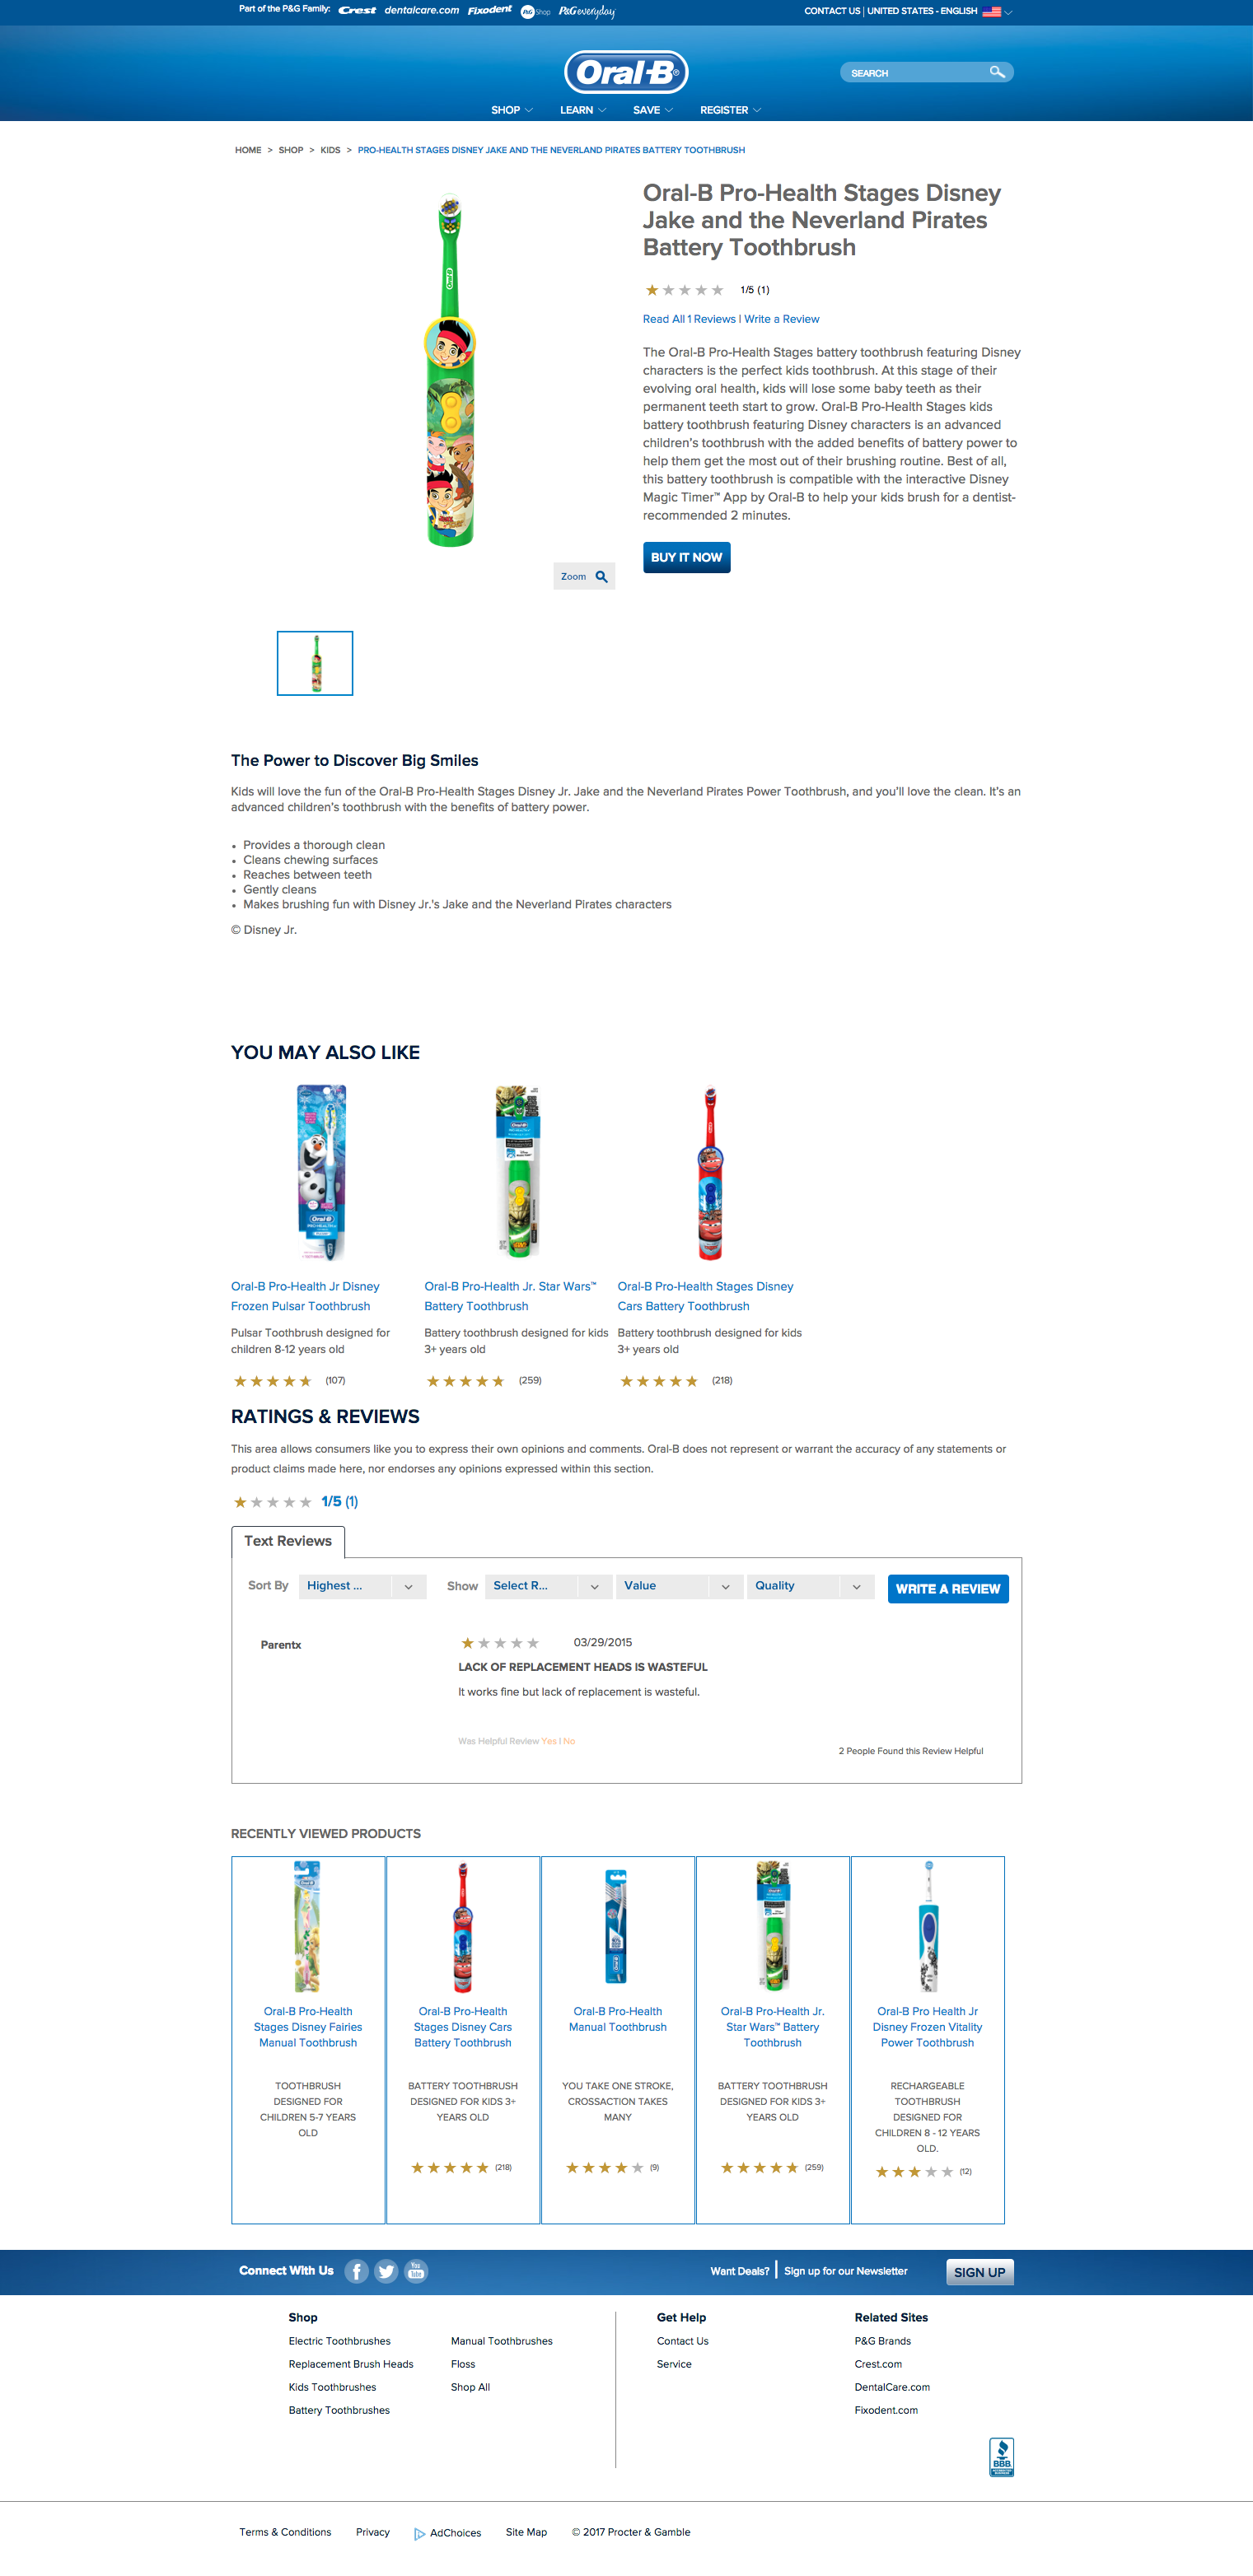 Part of the P&G Family: Crest dentalcare.com Fixodent P&G Shop P&G everyday
CONTACT US | UNITED STATES - ENGLISH
Oral-B®
SEARCH
SHOP LEARN SAVE REGISTER
HOME > SHOP > KIDS > PRO-HEALTH STAGES DISNEY JAKE AND THE NEVERLAND PIRATES BATTERY TOOTHBRUSH
Oral-B Pro-Health Stages Disney
Jake and the Neverland Pirates
Battery Toothbrush
1/5 (1)
Read All 1 Reviews | Write a Review
The Oral-B Pro-Health Stages battery toothbrush featuring Disney
characters is the perfect kids toothbrush. At this stage of their
evolving oral health, kids will lose some baby teeth as their
permanent teeth start to grow. Oral-B Pro-Health Stages kids
battery toothbrush featuring Disney characters is an advanced
children's toothbrush with the added benefits of battery power to
help them get the most out of their brushing routine. Best of all,
this battery toothbrush is compatible with the interactive Disney
Magic Timer™ App by Oral-B to help your kids brush for a dentist-
recommended 2 minutes.
BUY IT NOW
Oral-B
Zoom
The Power to Discover Big Smiles
Kids will love the fun of the Oral-B Pro-Health Stages Disney Jr. Jake and the Neverland Pirates Power Toothbrush, and you'll love the clean. It's an
advanced children's toothbrush with the benefits of battery power.
• Provides a thorough clean
• Cleans chewing surfaces
• Reaches between teeth
• Gently cleans
• Makes brushing fun with Disney Jr.'s Jake and the Neverland Pirates characters
© Disney Jr.
YOU MAY ALSO LIKE
Oral-B
Oral-B Pro-Health Jr Disney
Frozen Pulsar Toothbrush
Pulsar Toothbrush designed for
children 8-12 years old
(107)
Oral-B Pro-Health Jr. Star Wars™
Battery Toothbrush
Battery toothbrush designed for kids
3+ years old
(259)
Oral-B Pro-Health Stages Disney
Cars Battery Toothbrush
Battery toothbrush designed for kids
3+ years old
(218)
RATINGS & REVIEWS
This area allows consumers like you to express their own opinions and comments. Oral-B does not represent or warrant the accuracy of any statements or
product claims made here, nor endorses any opinions expressed within this section.
1/5 (1)
Text Reviews
Sort By Highest ... Show Select R... Value Quality WRITE A REVIEW
Parentx
03/29/2015
LACK OF REPLACEMENT HEADS IS WASTEFUL
It works fine but lack of replacement is wasteful.
Was Helpful Review Yes | No
2 People Found this Review Helpful
RECENTLY VIEWED PRODUCTS
Oral-B Pro-Health
Stages Disney Fairies
Manual Toothbrush
TOOTHBRUSH
DESIGNED FOR
CHILDREN 5-7 YEARS
OLD
Oral-B Pro-Health
Stages Disney Cars
Battery Toothbrush
BATTERY TOOTHBRUSH
DESIGNED FOR KIDS 3+
YEARS OLD
(218)
Oral-B Pro-Health
Manual Toothbrush
YOU TAKE ONE STROKE,
CROSSACTION TAKES
MANY
(9)
Oral-B Pro-Health Jr.
Star Wars™ Battery
Toothbrush
BATTERY TOOTHBRUSH
DESIGNED FOR KIDS 3+
YEARS OLD
(259)
Oral-B Pro Health Jr
Disney Frozen Vitality
Power Toothbrush
RECHARGEABLE
TOOTHBRUSH
DESIGNED FOR
CHILDREN 8 - 12 YEARS
OLD.
(12)
Connect With Us
You Tube
Want Deals? | Sign up for our Newsletter
SIGN UP
Shop
Electric Toothbrushes
Replacement Brush Heads
Kids Toothbrushes
Battery Toothbrushes
Manual Toothbrushes
Floss
Shop All
Get Help
Contact Us
Service
Related Sites
P&G Brands
Crest.com
DentalCare.com
Fixodent.com
BBB
Terms & Conditions Privacy AdChoices Site Map © 2017 Procter & Gamble